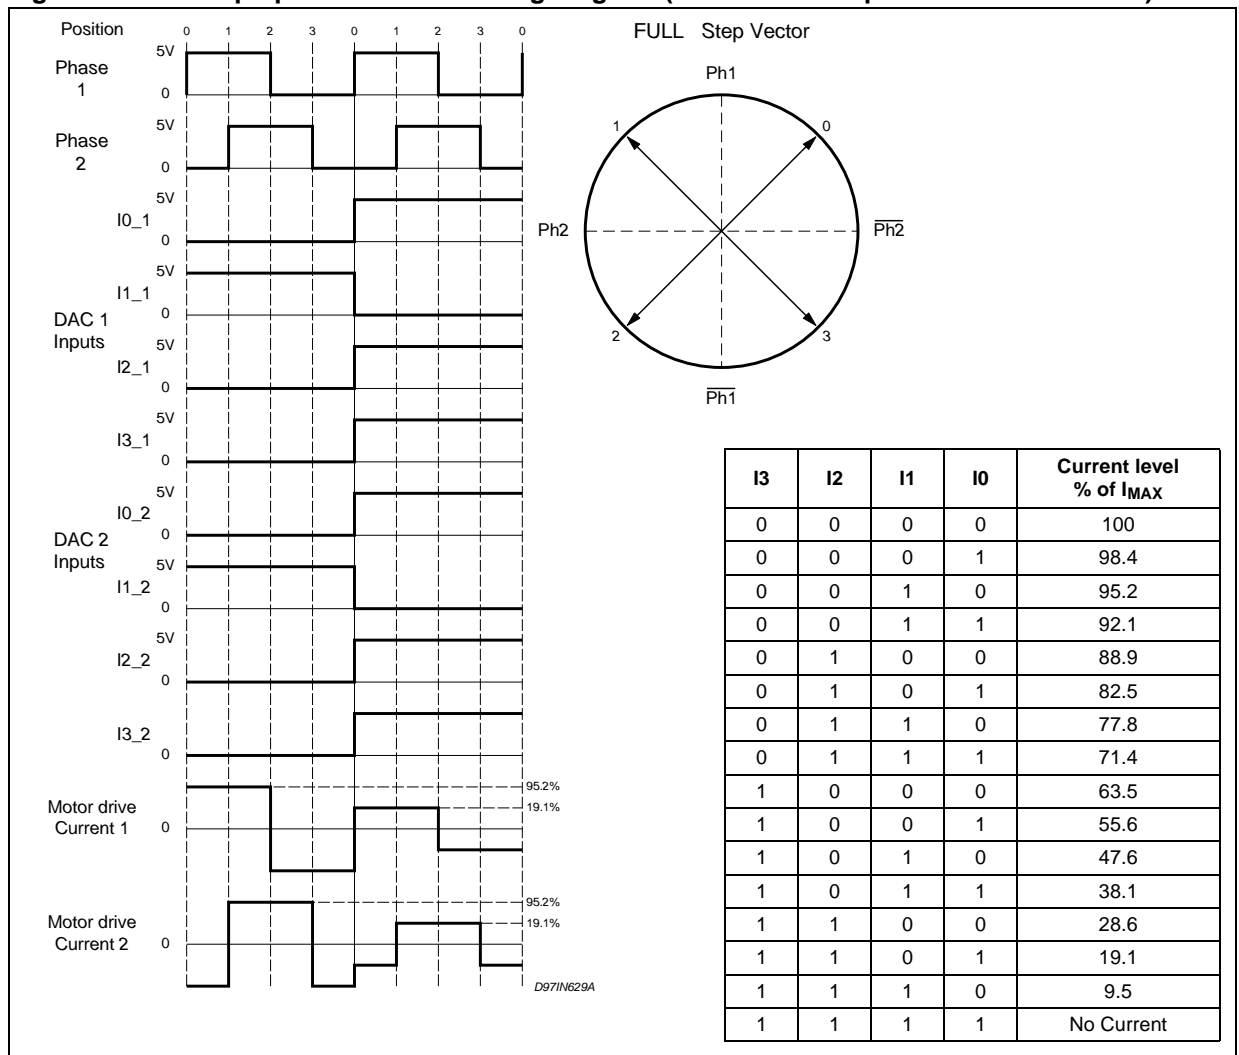 Position 0 1 2 3 0 1 2 3 0
Phase 1
5V
0
Phase 2
5V
0
I0_1
5V
0
DAC 1 Inputs
I1_1
5V
0
I2_1
5V
0
I3_1
5V
0
DAC 2 Inputs
I0_2
5V
0
I1_2
5V
0
I2_2
5V
0
I3_2
0
Motor drive
Current 1
0
95.2%
19.1%
Motor drive
Current 2
0
95.2%
19.1%
D97IN629A
FULL Step Vector
Ph1
1
0
Ph2
P̅h̅2̅
2
3
P̅h̅1̅
I3 I2 I1 I0 Current level % of IMAX
0 0 0 0 100
0 0 0 1 98.4
0 0 1 0 95.2
0 0 1 1 92.1
0 1 0 0 88.9
0 1 0 1 82.5
0 1 1 0 77.8
0 1 1 1 71.4
1 0 0 0 63.5
1 0 0 1 55.6
1 0 1 0 47.6
1 0 1 1 38.1
1 1 0 0 28.6
1 1 0 1 19.1
1 1 1 0 9.5
1 1 1 1 No Current